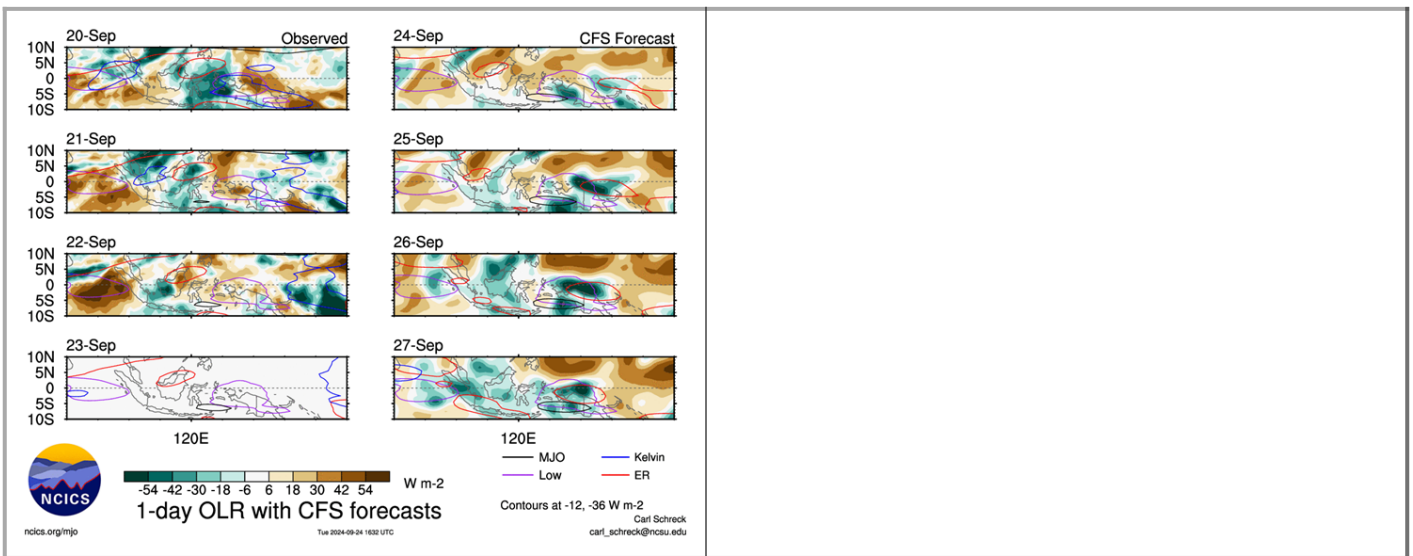 20-Sep Observed
10N
5N
0
5S
10S
21-Sep
10N
5N
0
5S
10S
22-Sep
10N
5N
0
5S
10S
23-Sep
10N
5N
0
5S
10S
120E
24-Sep CFS Forecast
25-Sep
26-Sep
27-Sep
120E
NCICS
ncics.org/mjo
-54 -42 -30 -18 -6 6 18 30 42 54 W m-2
1-day OLR with CFS forecasts
Tue 2024-09-24 1632 UTC
MJO Kelvin
Low ER
Contours at -12, -36 W m-2
Carl Schreck
carl_schreck@ncsu.edu